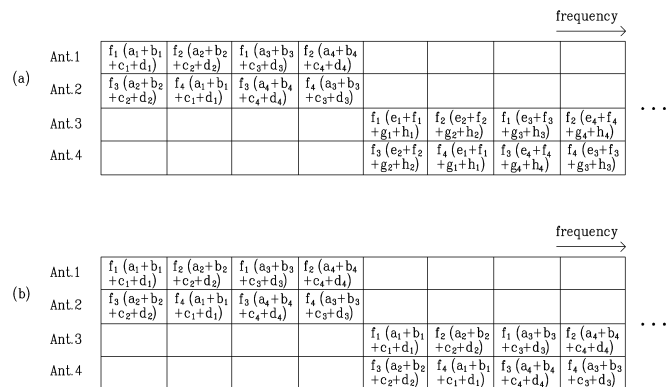 frequency
(a)
Ant.1 f₁ (a₁+b₁ +c₁+d₁) f₂ (a₂+b₂ +c₂+d₂) f₁ (a₃+b₃ +c₃+d₃) f₂ (a₄+b₄ +c₄+d₄)
Ant.2 f₃ (a₂+b₂ +c₂+d₂) f₄ (a₁+b₁ +c₁+d₁) f₃ (a₄+b₄ +c₄+d₄) f₄ (a₃+b₃ +c₃+d₃)
Ant.3 f₁ (e₁+f₁ +g₁+h₁) f₂ (e₂+f₂ +g₂+h₂) f₁ (e₃+f₃ +g₃+h₃) f₂ (e₄+f₄ +g₄+h₄)
Ant.4 f₃ (e₂+f₂ +g₂+h₂) f₄ (e₁+f₁ +g₁+h₁) f₃ (e₄+f₄ +g₄+h₄) f₄ (e₃+f₃ +g₃+h₃)
...
frequency
(b)
Ant.1 f₁ (a₁+b₁ +c₁+d₁) f₂ (a₂+b₂ +c₂+d₂) f₁ (a₃+b₃ +c₃+d₃) f₂ (a₄+b₄ +c₄+d₄)
Ant.2 f₃ (a₂+b₂ +c₂+d₂) f₄ (a₁+b₁ +c₁+d₁) f₃ (a₄+b₄ +c₄+d₄) f₄ (a₃+b₃ +c₃+d₃)
Ant.3 f₁ (a₁+b₁ +c₁+d₁) f₂ (a₂+b₂ +c₂+d₂) f₁ (a₃+b₃ +c₃+d₃) f₂ (a₄+b₄ +c₄+d₄)
Ant.4 f₃ (a₂+b₂ +c₂+d₂) f₄ (a₁+b₁ +c₁+d₁) f₃ (a₄+b₄ +c₄+d₄) f₄ (a₃+b₃ +c₃+d₃)
...